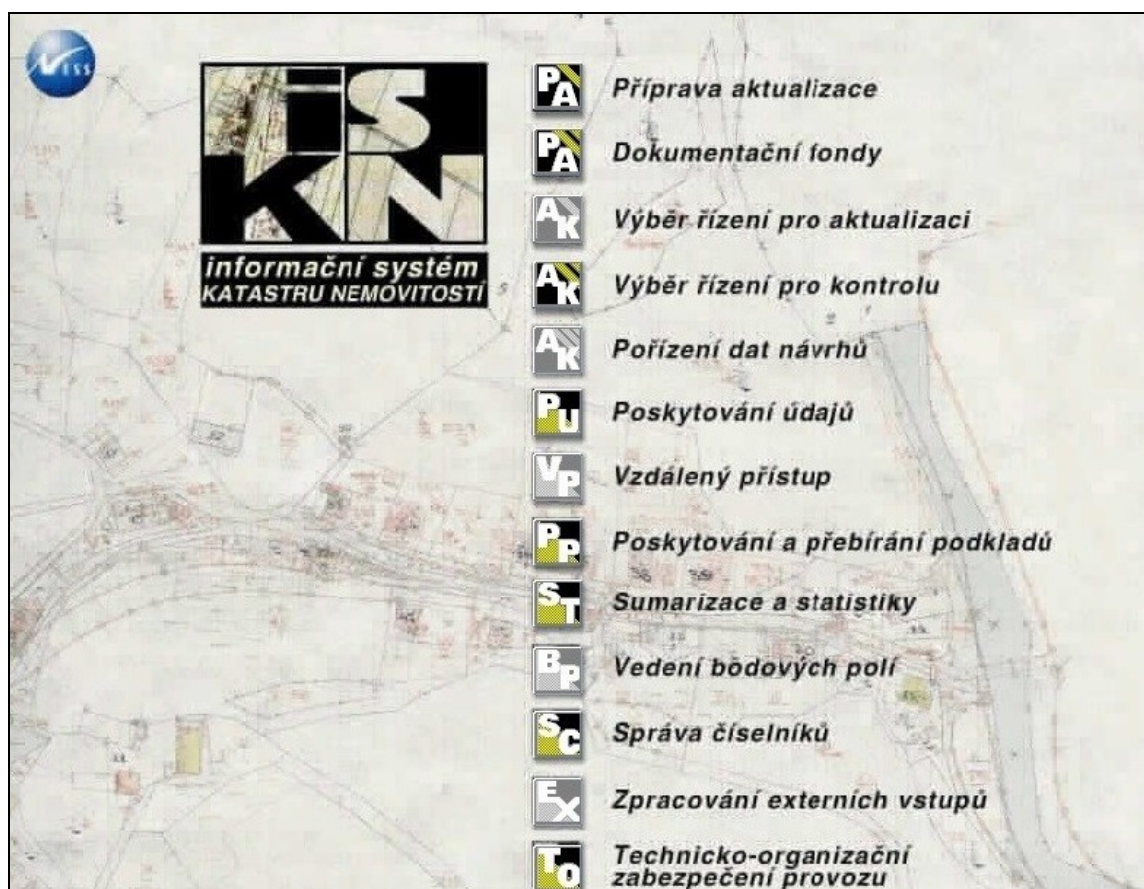 NESS
iS
KN
informační systém
KATASTRU NEMOVITOSTÍ
PA Příprava aktualizace
PA Dokumentační fondy
AK Výběr řízení pro aktualizaci
AK Výběr řízení pro kontrolu
AK Pořízení dat návrhů
PU Poskytování údajů
VP Vzdálený přístup
PP Poskytování a přebírání podkladů
ST Sumarizace a statistiky
BP Vedení bodových polí
SC Správa číselníků
EX Zpracování externích vstupů
TO Technicko-organizační
zabezpečení provozu